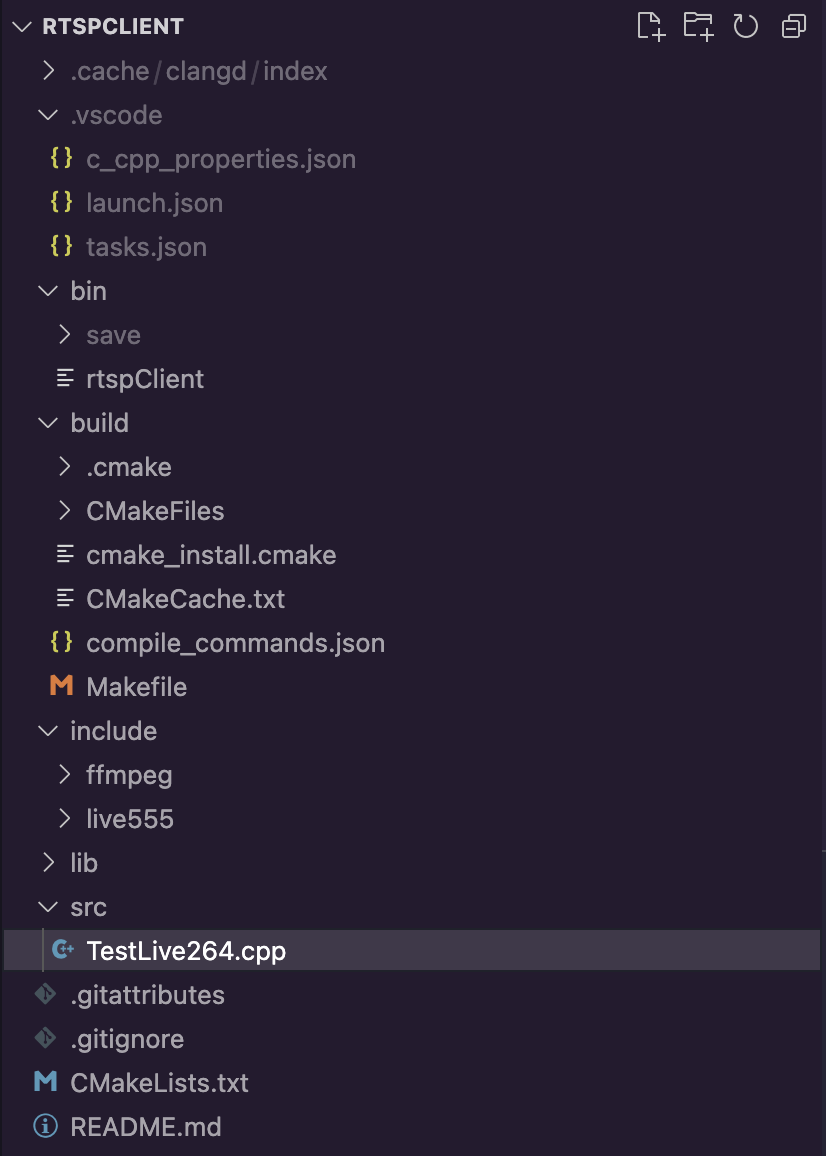 RTSPCLIENT
.cache/clangd/index
.vscode
{} c_cpp_properties.json
{} launch.json
{} tasks.json
bin
save
rtspClient
build
.cmake
CMakeFiles
cmake_install.cmake
CMakeCache.txt
{} compile_commands.json
M Makefile
include
ffmpeg
live555
lib
src
C++ TestLive264.cpp
.gitattributes
.gitignore
M CMakeLists.txt
i README.md